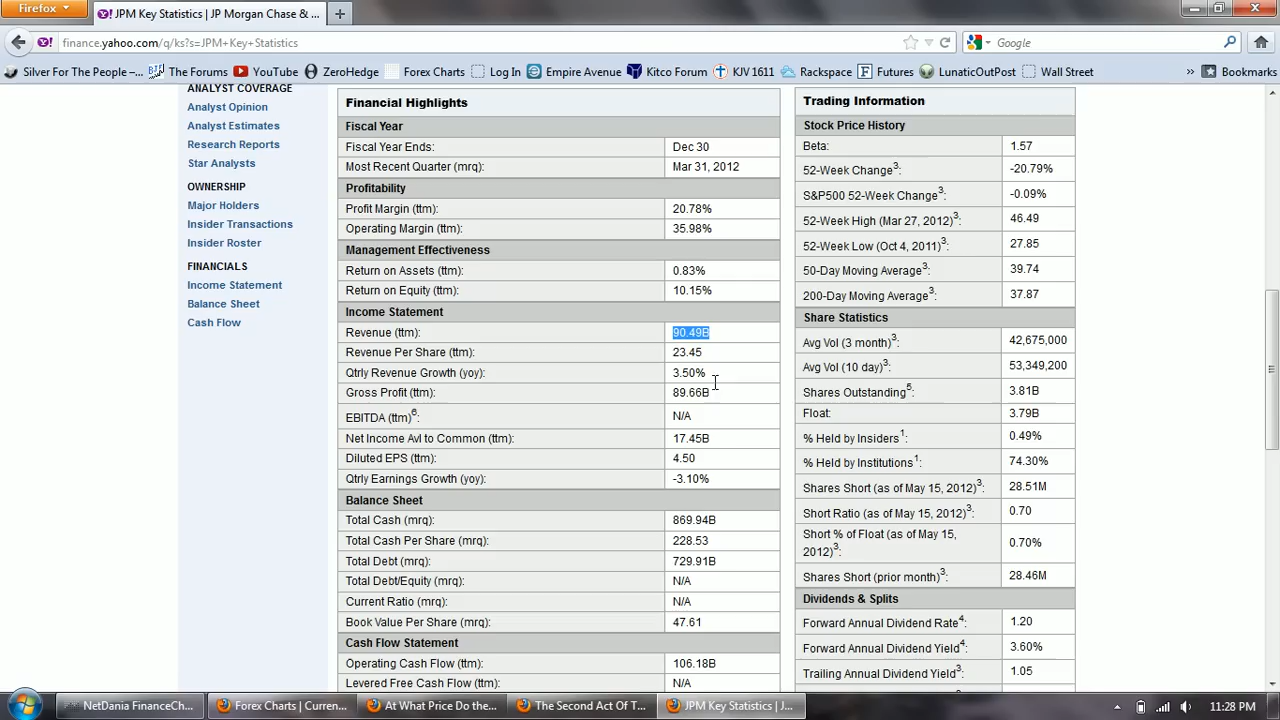 Firefox
JPM Key Statistics | JP Morgan Chase & ...
finance.yahoo.com/q/ks?s=JPM+Key+Statistics
Google
Silver For The People –...
The Forums
YouTube
ZeroHedge
Forex Charts
Log In
Empire Avenue
Kitco Forum
KJV 1611
Rackspace
Futures
LunaticOutPost
Wall Street
»
Bookmarks
ANALYST COVERAGE
Analyst Opinion
Analyst Estimates
Research Reports
Star Analysts
OWNERSHIP
Major Holders
Insider Transactions
Insider Roster
FINANCIALS
Income Statement
Balance Sheet
Cash Flow
Financial Highlights
Fiscal Year
Fiscal Year Ends: Dec 30
Most Recent Quarter (mrq): Mar 31, 2012
Profitability
Profit Margin (ttm): 20.78%
Operating Margin (ttm): 35.98%
Management Effectiveness
Return on Assets (ttm): 0.83%
Return on Equity (ttm): 10.15%
Income Statement
Revenue (ttm): 90.49B
Revenue Per Share (ttm): 23.45
Qtrly Revenue Growth (yoy): 3.50%
Gross Profit (ttm): 89.66B
EBITDA (ttm)6: N/A
Net Income Avl to Common (ttm): 17.45B
Diluted EPS (ttm): 4.50
Qtrly Earnings Growth (yoy): -3.10%
Balance Sheet
Total Cash (mrq): 869.94B
Total Cash Per Share (mrq): 228.53
Total Debt (mrq): 729.91B
Total Debt/Equity (mrq): N/A
Current Ratio (mrq): N/A
Book Value Per Share (mrq): 47.61
Cash Flow Statement
Operating Cash Flow (ttm): 106.18B
Levered Free Cash Flow (ttm): N/A
Trading Information
Stock Price History
Beta: 1.57
52-Week Change3: -20.79%
S&P500 52-Week Change3: -0.09%
52-Week High (Mar 27, 2012)3: 46.49
52-Week Low (Oct 4, 2011)3: 27.85
50-Day Moving Average3: 39.74
200-Day Moving Average3: 37.87
Share Statistics
Avg Vol (3 month)3: 42,675,000
Avg Vol (10 day)3: 53,349,200
Shares Outstanding5: 3.81B
Float: 3.79B
% Held by Insiders1: 0.49%
% Held by Institutions1: 74.30%
Shares Short (as of May 15, 2012)3: 28.51M
Short Ratio (as of May 15, 2012)3: 0.70
Short % of Float (as of May 15,
2012)3: 0.70%
Shares Short (prior month)3: 28.46M
Dividends & Splits
Forward Annual Dividend Rate4: 1.20
Forward Annual Dividend Yield4: 3.60%
Trailing Annual Dividend Yield3: 1.05
NetDania FinanceCh...
Forex Charts | Curren...
At What Price Do the...
The Second Act Of T...
JPM Key Statistics | J...
11:28 PM